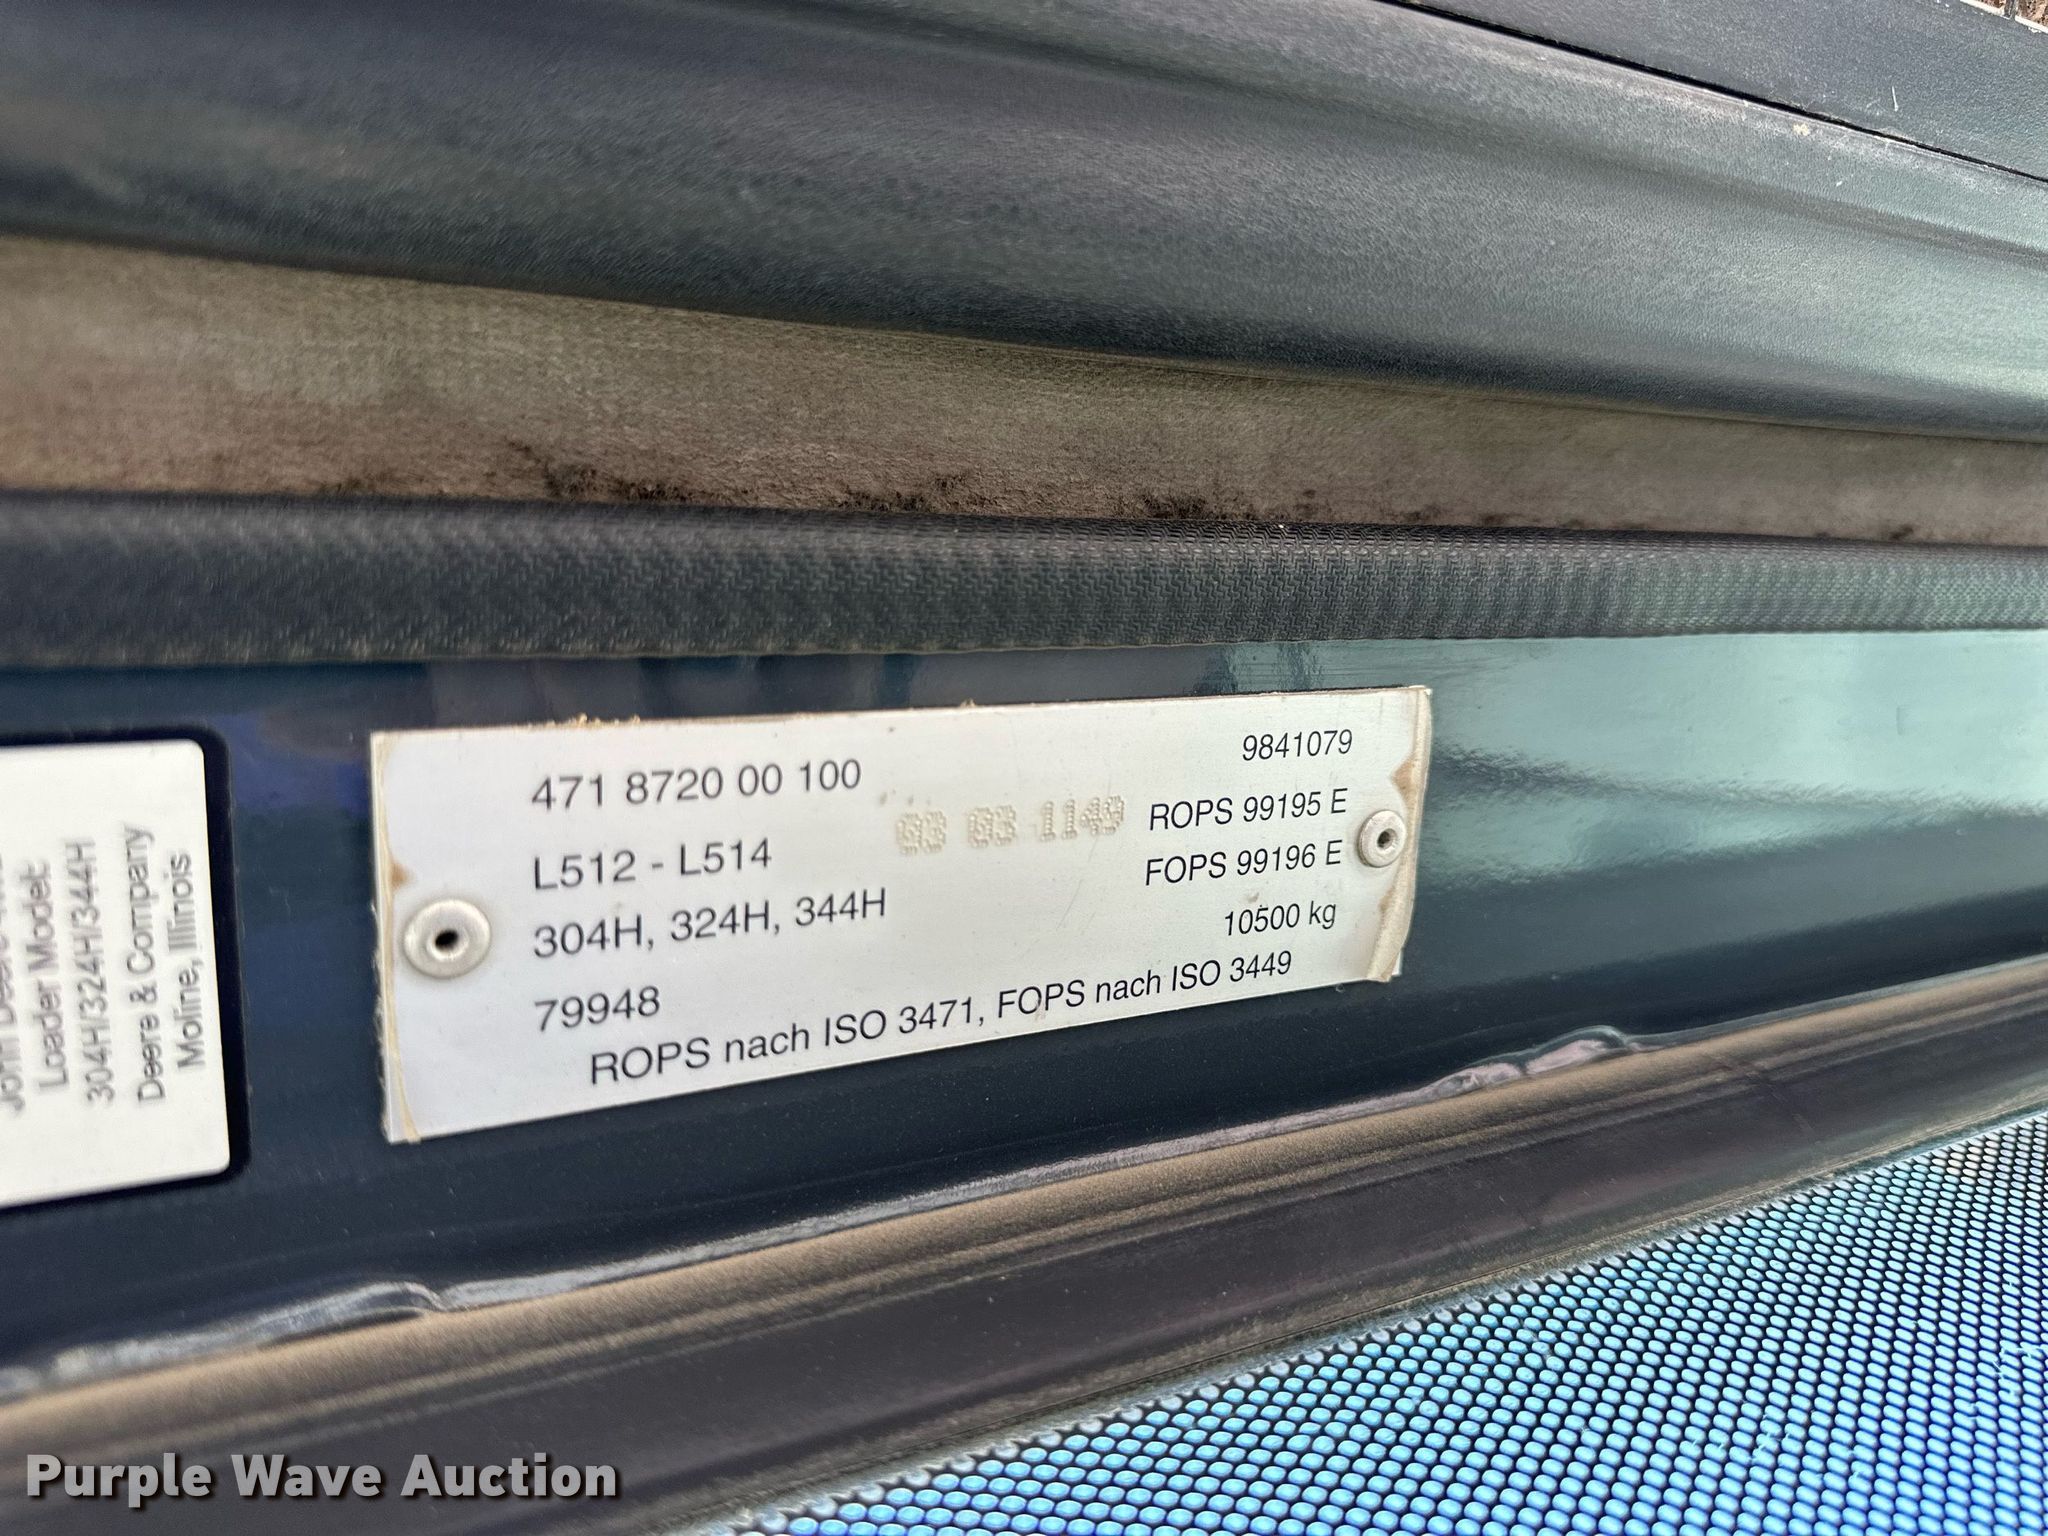 Loader Model:
304H/324H/344H
Deere & Company
Moline, Illinois
471 8720 00 100
9841079
L512 - L514
ROPS 99195 E
304H, 324H, 344H
FOPS 99196 E
79948
10500 kg
ROPS nach ISO 3471, FOPS nach ISO 3449
Purple Wave Auction